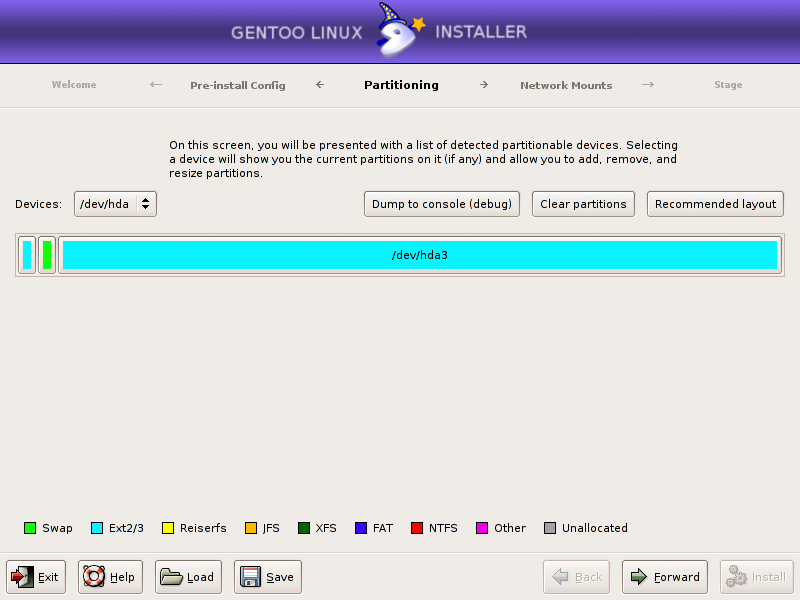 GENTOO LINUX INSTALLER
Welcome ← Pre-install Config ← Partitioning → Network Mounts → Stage
On this screen, you will be presented with a list of detected partitionable devices. Selecting
a device will show you the current partitions on it (if any) and allow you to add, remove, and
resize partitions.
Devices: /dev/hda Dump to console (debug) Clear partitions Recommended layout
/dev/hda3
Swap Ext2/3 Reiserfs JFS XFS FAT NTFS Other Unallocated
Exit Help Load Save Back Forward Install